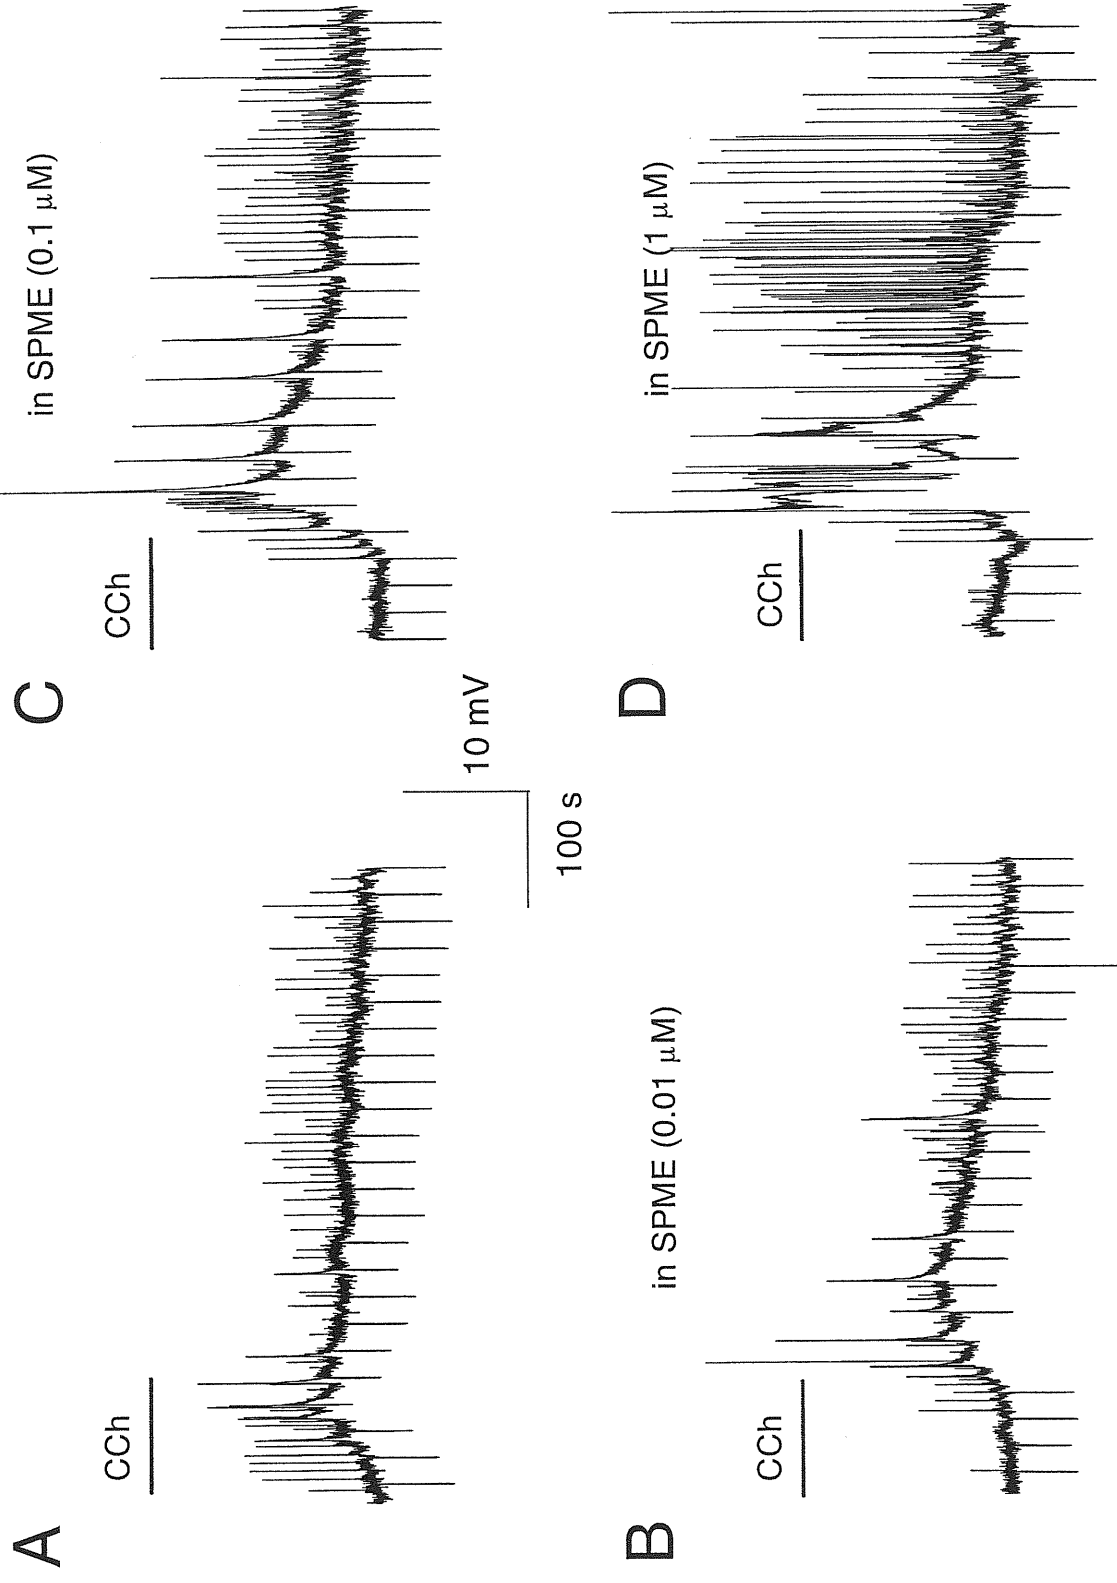 A
CCh
B
in SPME (0.01 μM)
CCh
10 mV
100 s
C
in SPME (0.1 μM)
CCh
D
in SPME (1 μM)
CCh